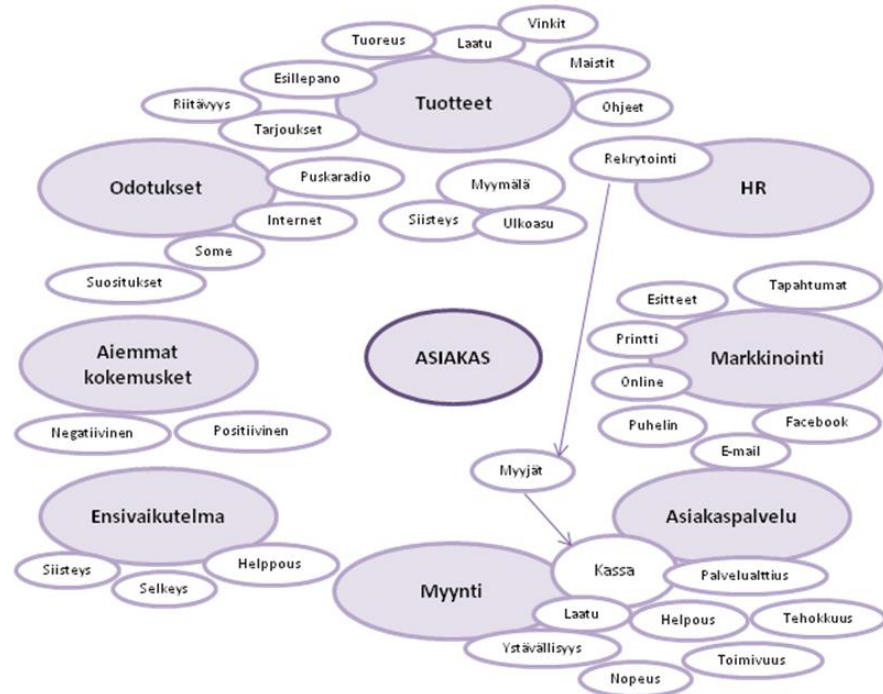 Vinkit
Tuoreus
Laatu
Maistit
Esillepano
Tuotteet
Ohjeet
Riitävyys
Tarjoukset
Rekrytointi
Odotukset
Puskaradio
Myymälä
HR
Internet
Siisteys
Ulkoasu
Some
Suositukset
Tapahtumat
Esitteet
Printti
Aiemmat
kokemusket
ASIAKAS
Markkinointi
Online
Negatiivinen
Positiivinen
Puhelin
Facebook
E-mail
Myyjät
Ensivaikutelma
Asiakaspalvelu
Siisteys
Selkeys
Helppous
Myynti
Kassa
Palvelualttius
Laatu
Helpous
Tehokkuus
Ystävällisyys
Toimivuus
Nopeus